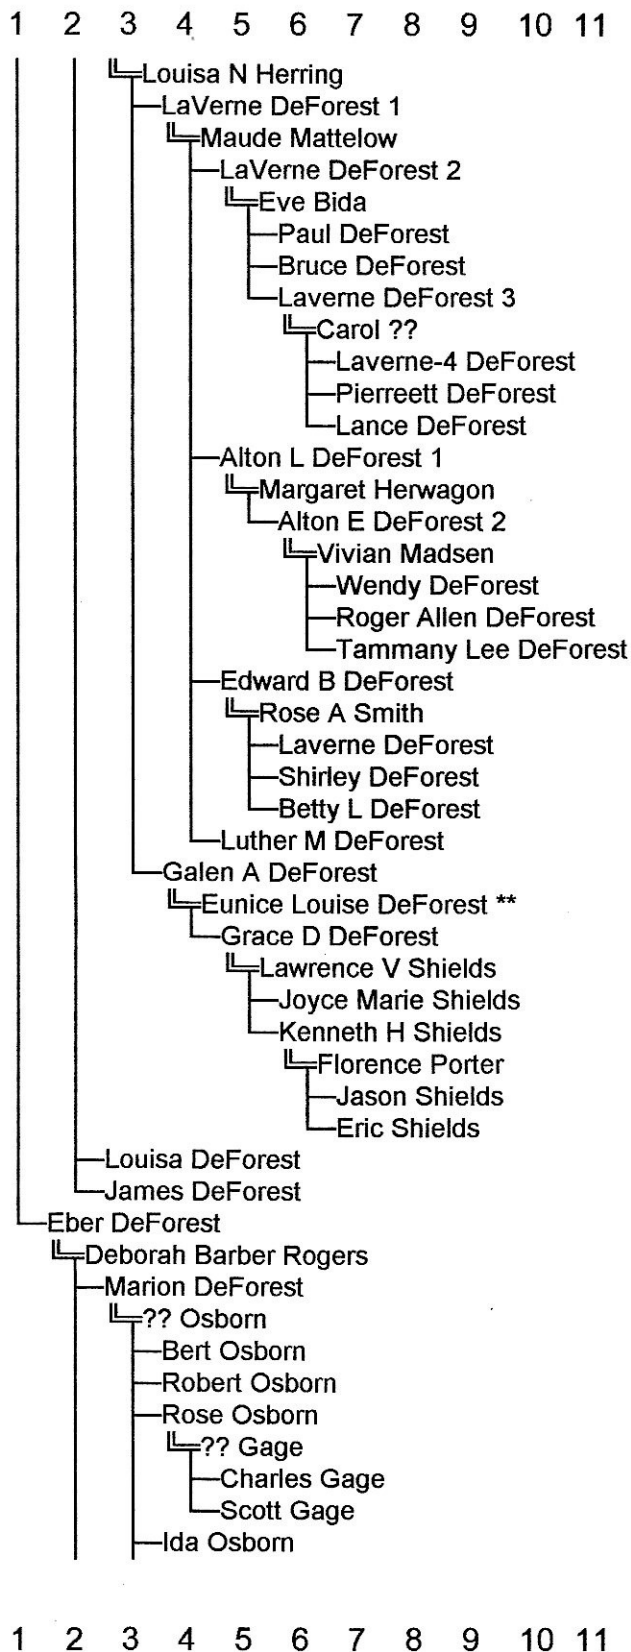 1 2 3 4 5 6 7 8 9 10 11
Louisa N Herring
LaVerne DeForest 1
Maude Mattelow
LaVerne DeForest 2
Eve Bida
Paul DeForest
Bruce DeForest
Laverne DeForest 3
Carol ??
Laverne-4 DeForest
Pierreett DeForest
Lance DeForest
Alton L DeForest 1
Margaret Herwagon
Alton E DeForest 2
Vivian Madsen
Wendy DeForest
Roger Allen DeForest
Tammany Lee DeForest
Edward B DeForest
Rose A Smith
Laverne DeForest
Shirley DeForest
Betty L DeForest
Luther M DeForest
Galen A DeForest
Eunice Louise DeForest **
Grace D DeForest
Lawrence V Shields
Joyce Marie Shields
Kenneth H Shields
Florence Porter
Jason Shields
Eric Shields
Louisa DeForest
James DeForest
Eber DeForest
Deborah Barber Rogers
Marion DeForest
?? Osborn
Bert Osborn
Robert Osborn
Rose Osborn
?? Gage
Charles Gage
Scott Gage
Ida Osborn
1 2 3 4 5 6 7 8 9 10 11